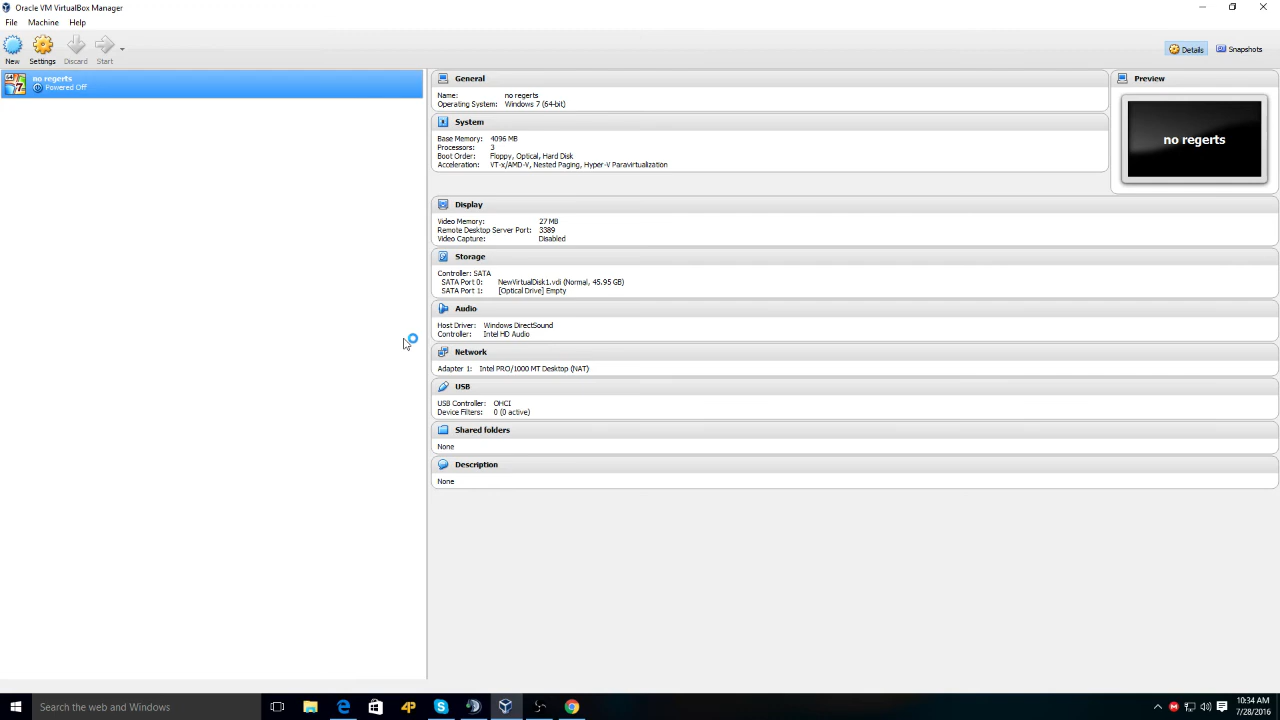 Oracle VM VirtualBox Manager
File Machine Help
New Settings Discard Start
Details Snapshots
64
7
no regerts
Powered Off
General
Name: no regerts
Operating System: Windows 7 (64-bit)
Preview
no regerts
System
Base Memory: 4096 MB
Processors: 3
Boot Order: Floppy, Optical, Hard Disk
Acceleration: VT-x/AMD-V, Nested Paging, Hyper-V Paravirtualization
Display
Video Memory: 27 MB
Remote Desktop Server Port: 3389
Video Capture: Disabled
Storage
Controller: SATA
SATA Port 0: NewVirtualDisk1.vdi (Normal, 45.95 GB)
SATA Port 1: [Optical Drive] Empty
Audio
Host Driver: Windows DirectSound
Controller: Intel HD Audio
Network
Adapter 1: Intel PRO/1000 MT Desktop (NAT)
USB
USB Controller: OHCI
Device Filters: 0 (0 active)
Shared folders
None
Description
None
Search the web and Windows
4P
10:34 AM
7/28/2016